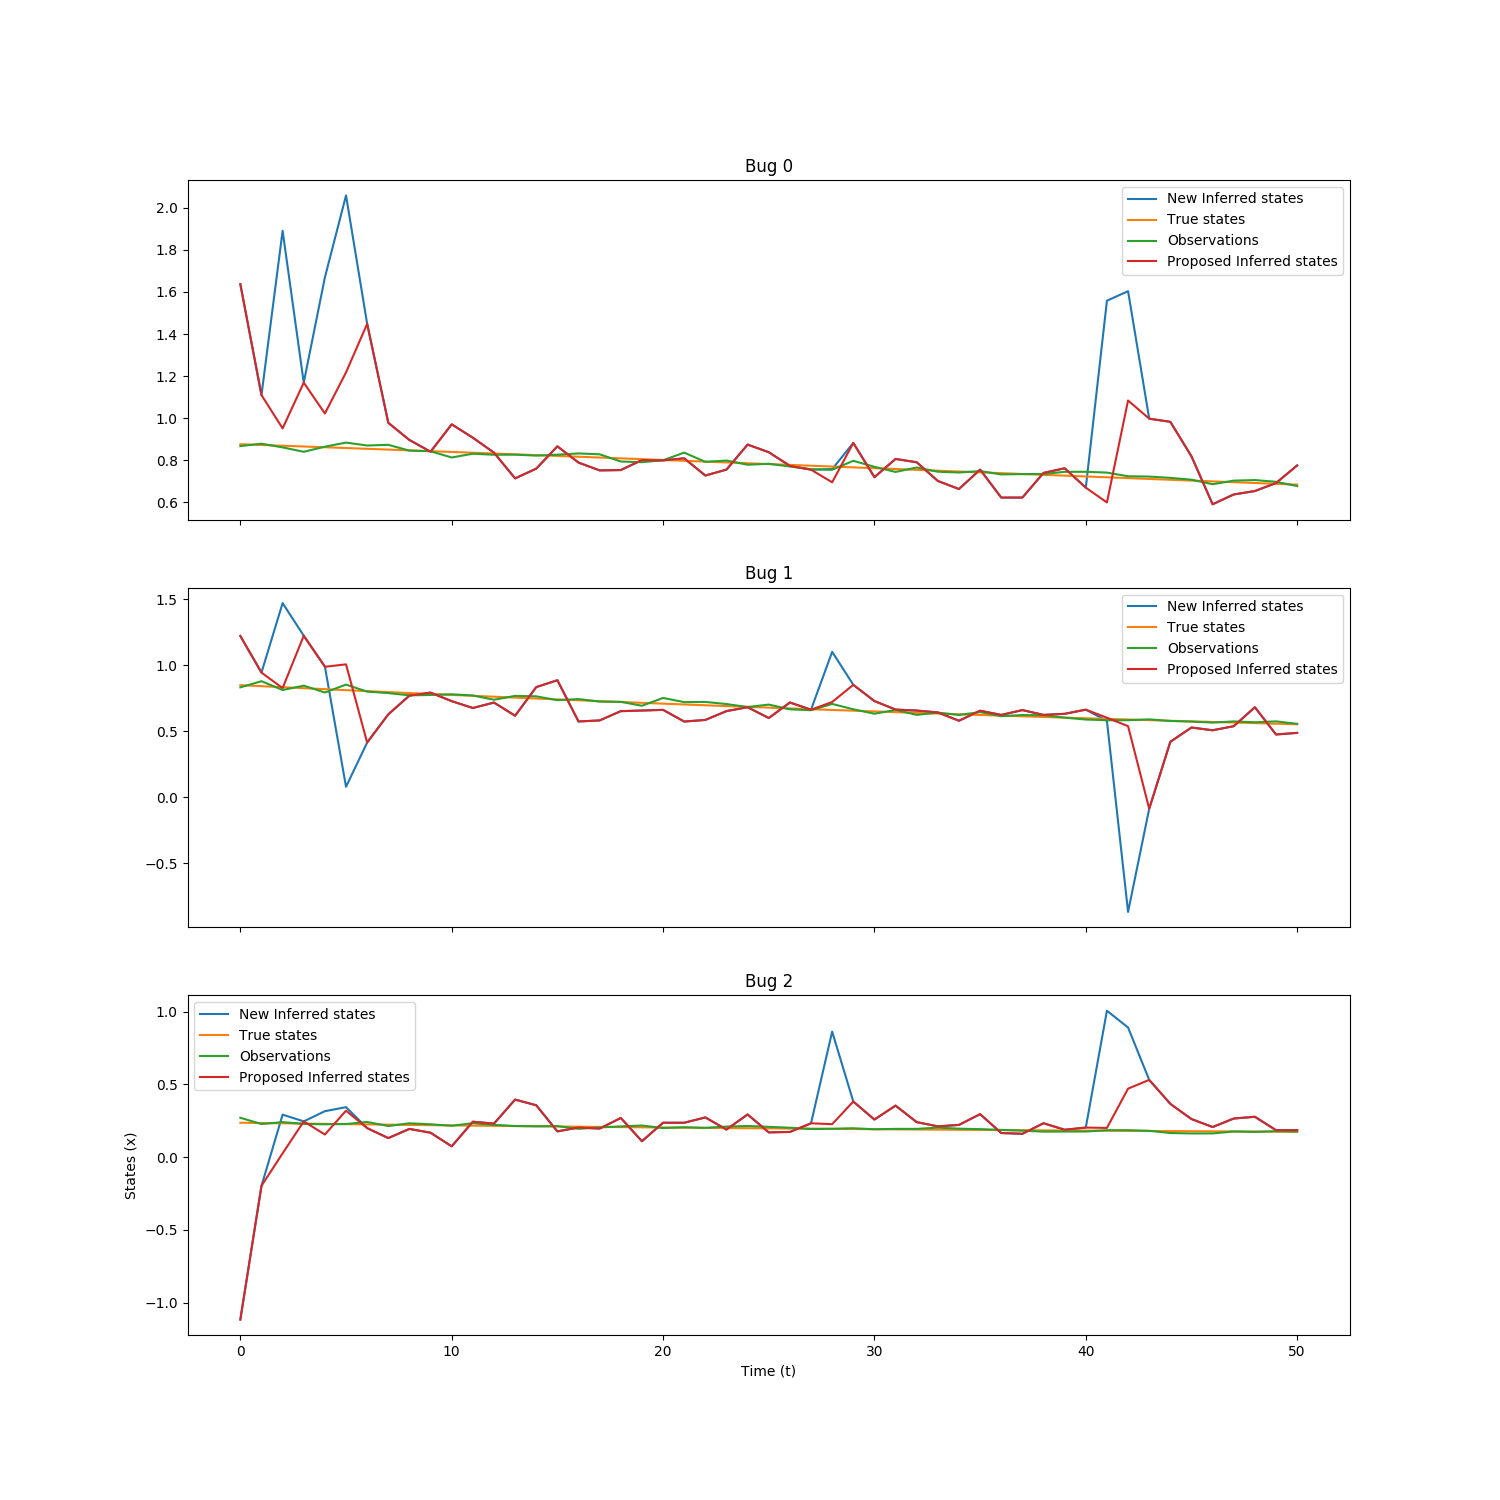 Bug 0
2.0
1.8
1.6
1.4
1.2
1.0
0.8
0.6
New Inferred states
True states
Observations
Proposed Inferred states
Bug 1
1.5
1.0
0.5
0.0
−0.5
New Inferred states
True states
Observations
Proposed Inferred states
Bug 2
1.0
0.5
0.0
−0.5
−1.0
States (x)
New Inferred states
True states
Observations
Proposed Inferred states
0 10 20 30 40 50
Time (t)